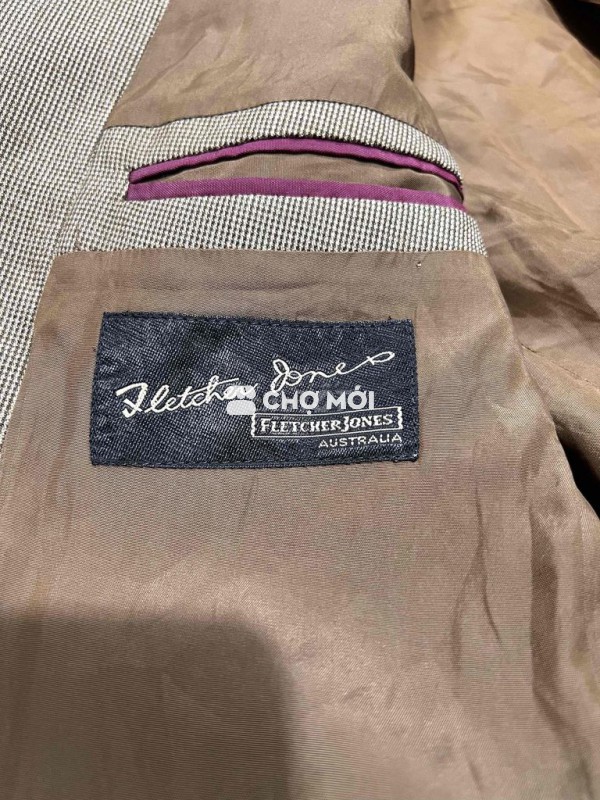 Fletcher Jones
CHỢ MỚI
FLETCHER JONES
AUSTRALIA